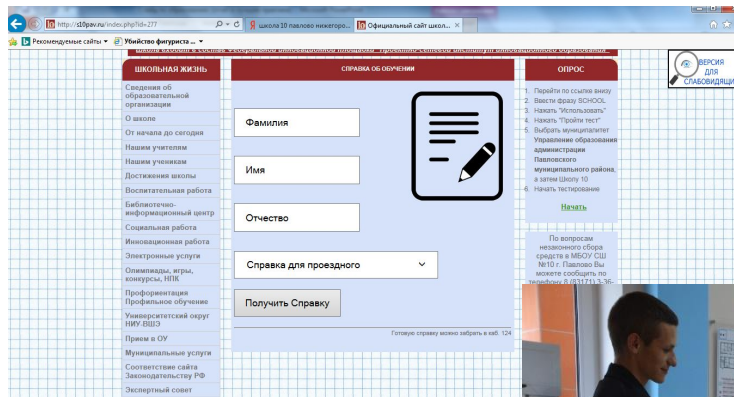 http://s10pav.ru/index.php?id=277
школа 10 павлово нижегоро...
Официальный сайт школ...
Рекомендуемые сайты
Убийство фигуриста ...
ШКОЛЬНАЯ ЖИЗНЬ
Сведения об
образовательной
организации
О школе
От начала до сегодня
Нашим учителям
Нашим ученикам
Достижения школы
Воспитательная работа
Библиотечно-
информационный центр
Социальная работа
Инновационная работа
Электронные услуги
Олимпиады, игры,
конкурсы, НПК
Профориентация
Профильное обучение
Университетский округ
НИУ-ВШЭ
Прием в ОУ
Муниципальные услуги
Соответствие сайта
Законодательству РФ
Экспертный совет
СПРАВКА ОБ ОБУЧЕНИИ
Фамилия
Имя
Отчество
Справка для проездного
Получить Справку
Готовую справку можно забрать в каб. 124
ОПРОС
1. Перейти по ссылке внизу
2. Ввести фразу SCHOOL
3. Нажать "Использовать"
4. Нажать "Пройти тест"
5. Выбрать муниципалитет
Управление образования
администрации
Павловского
муниципального района,
а затем Школу 10
6. Начать тестирование
Начать
По вопросам
незаконного сбора
средств в МБОУ СШ
№10 г. Павлово Вы
можете сообщить по
телефону 8 (83171) 3-36-
ВЕРСИЯ
ДЛЯ
СЛАБОВИДЯЩИ